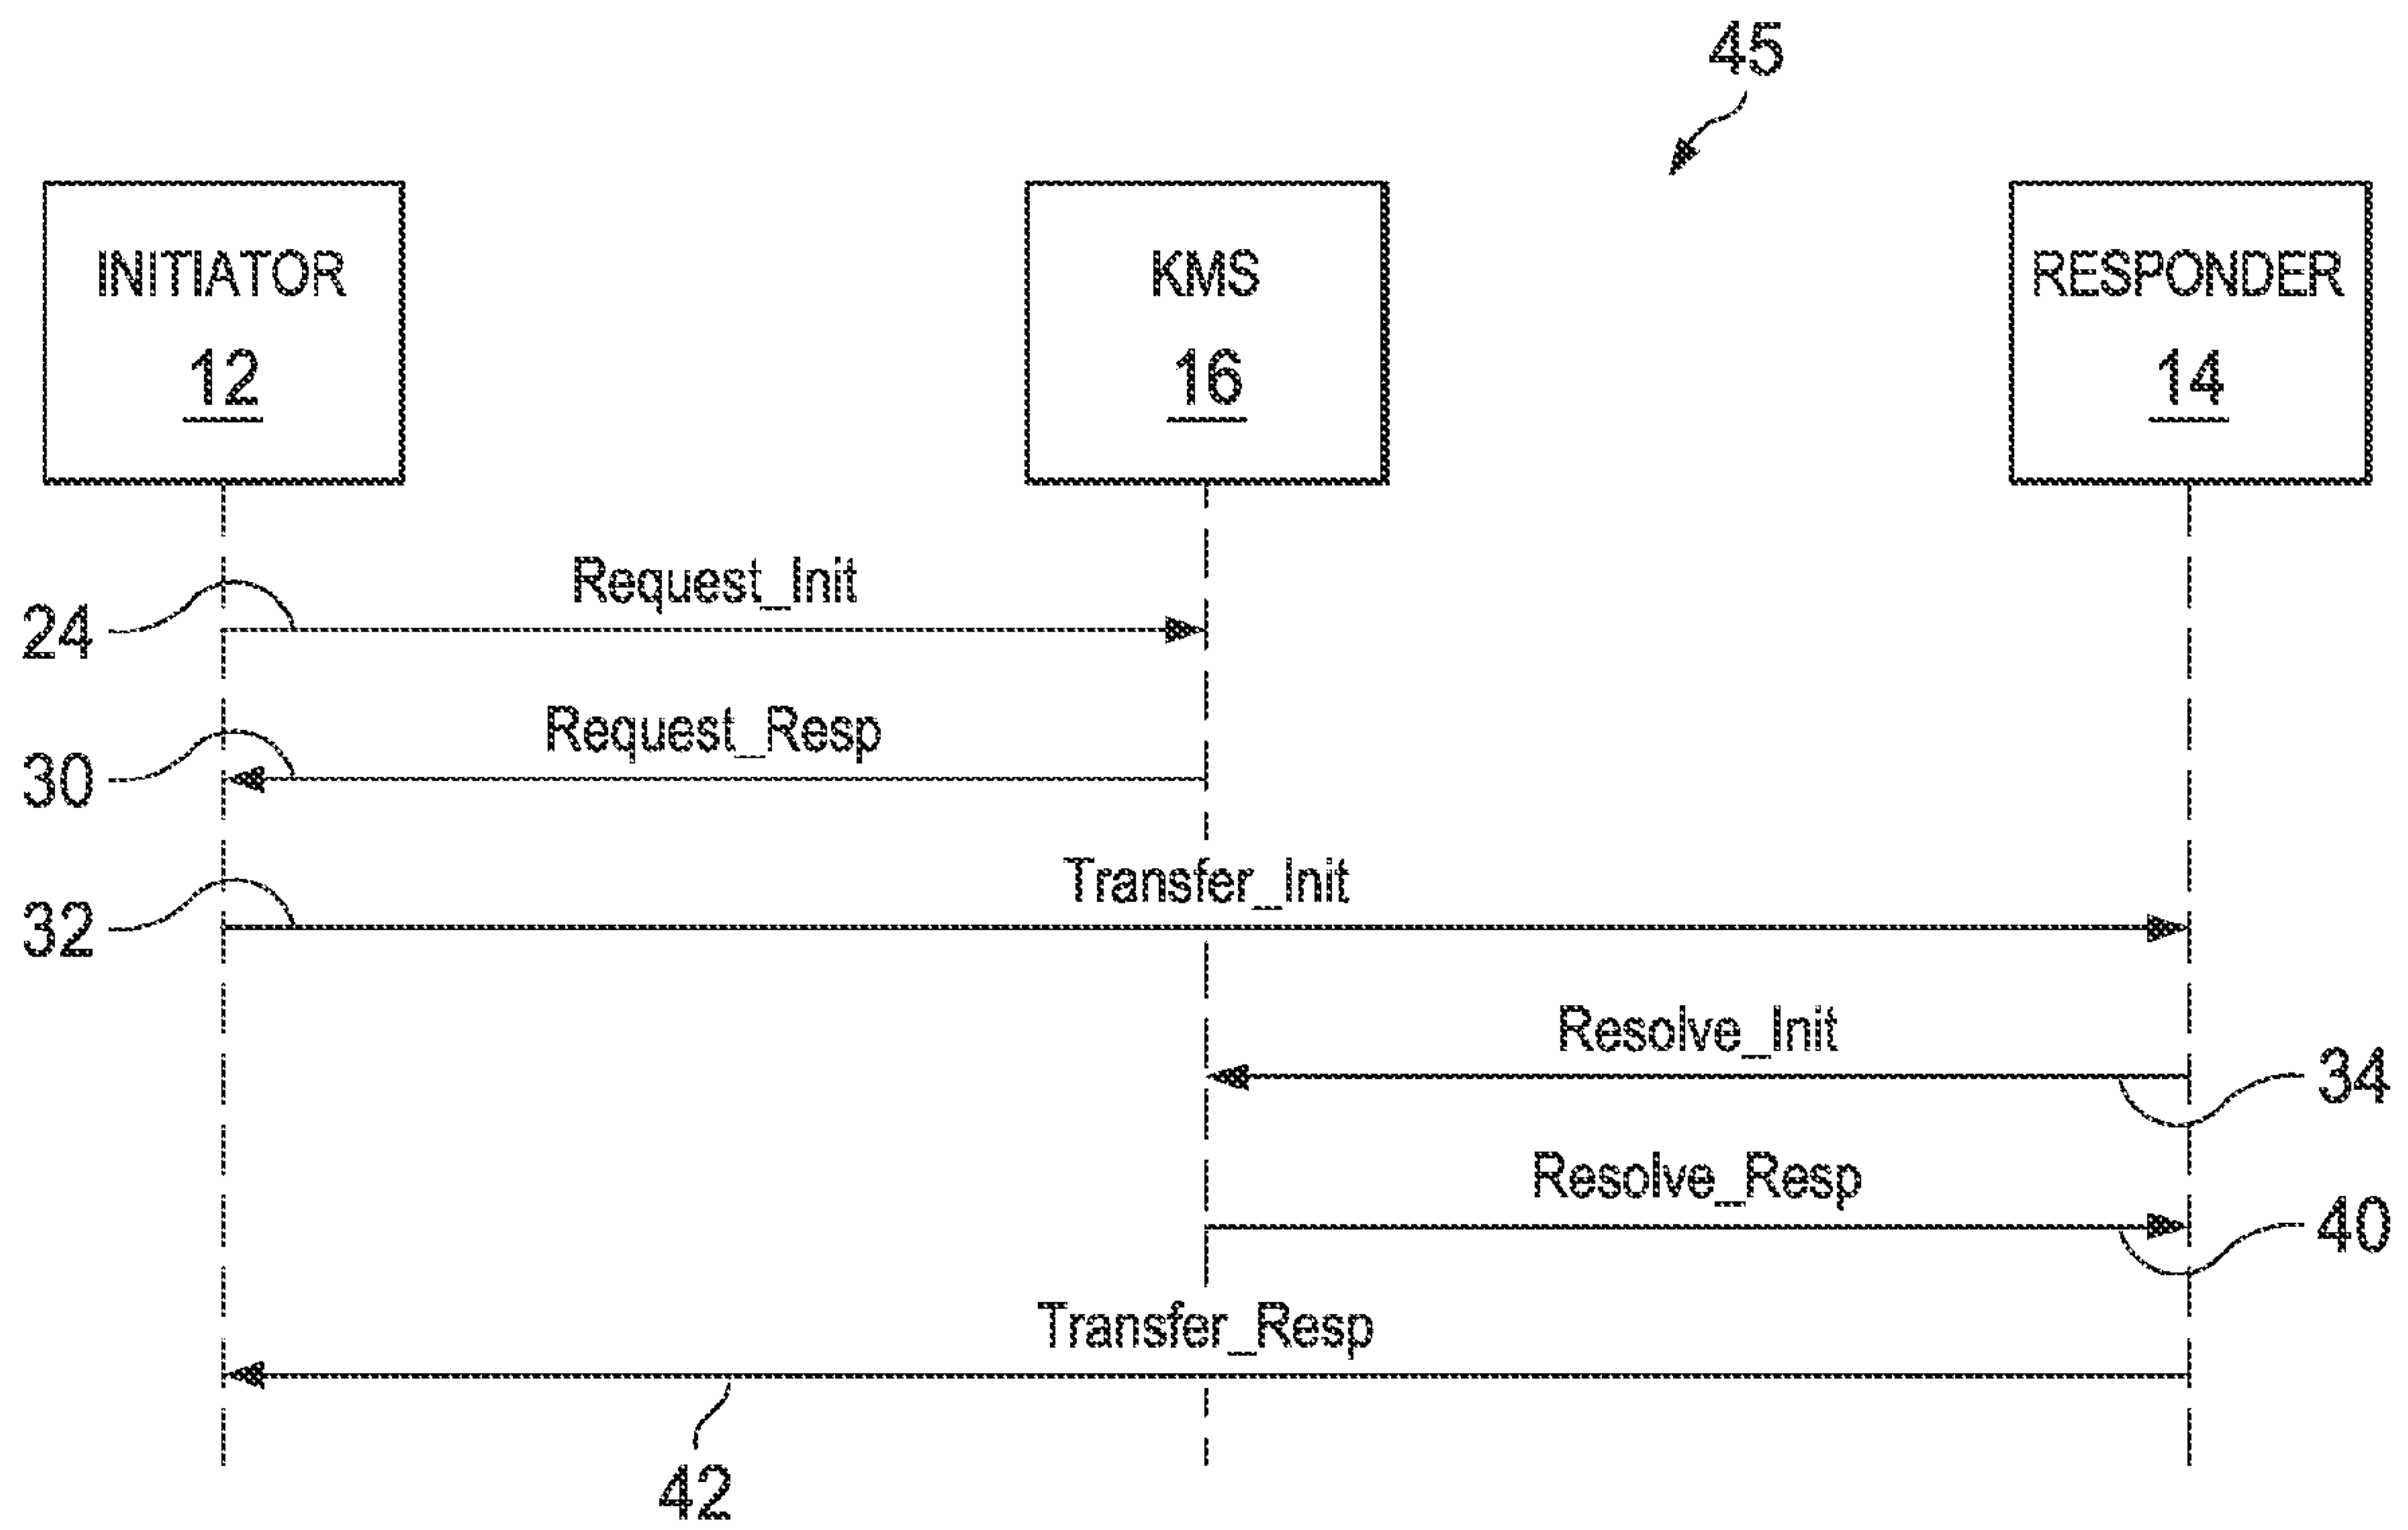 45
INITIATOR
12
KMS
16
RESPONDER
14
Request_Init
24
Request_Resp
30
Transfer_Init
32
Resolve_Init
34
Resolve_Resp
40
Transfer_Resp
42